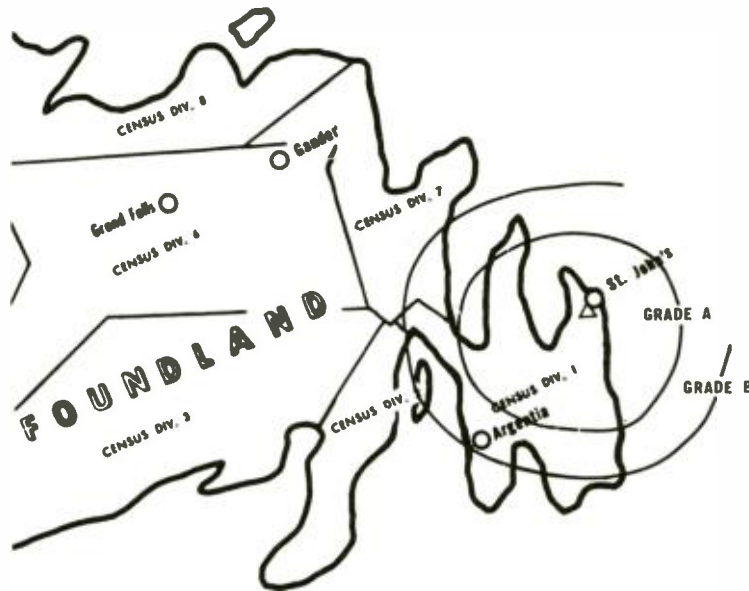 CENSUS DIV. 8
Gander
CENSUS DIV. 7
Grand Falls
CENSUS DIV. 6
St. John's
GRADE A
FOUNDLAND
GRADE B
CENSUS DIV. 1
CENSUS DIV.
CENSUS DIV. 3
Argentia